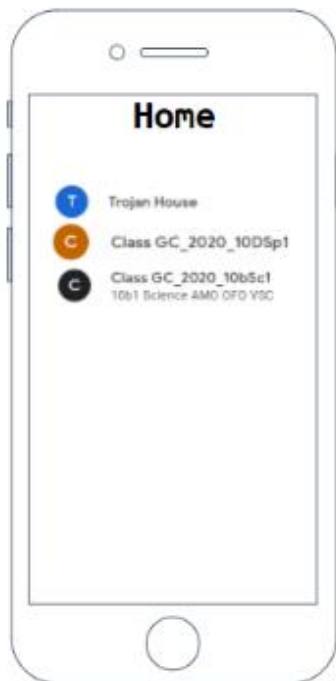 Home
T Trojan House
C Class GC_2020_10DSp1
C Class GC_2020_10bSc1
10b1 Science AMO OFO VSC